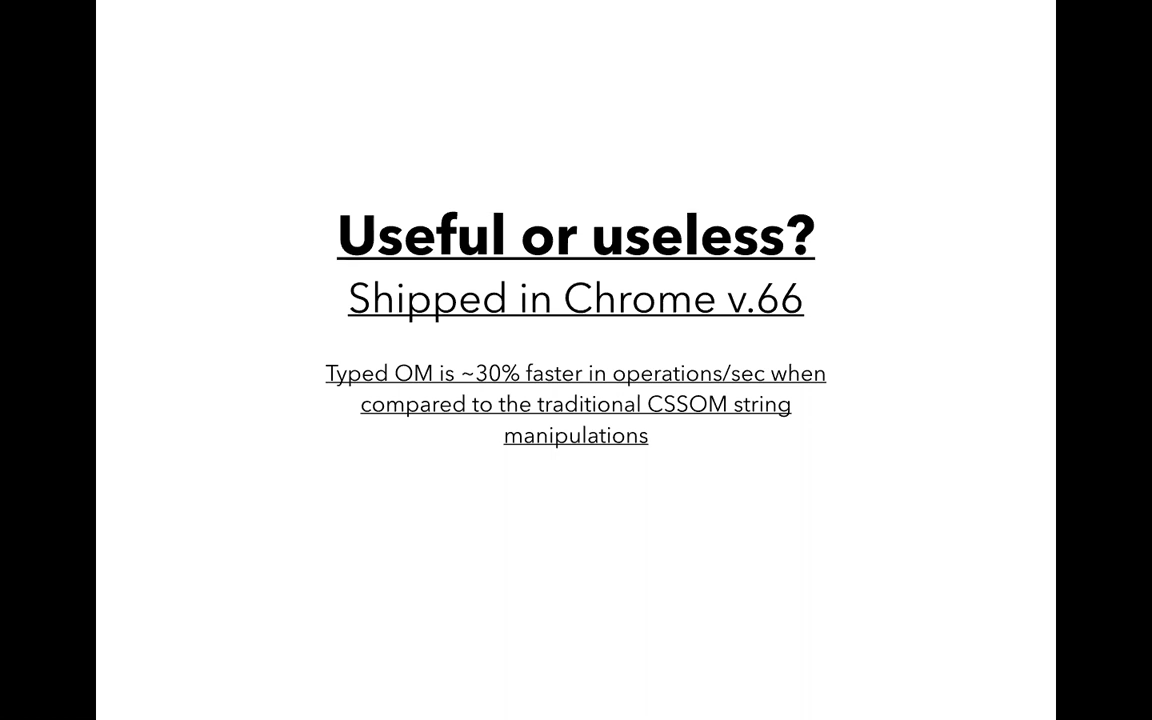 Useful or useless?
Shipped in Chrome v.66
Typed OM is ~30% faster in operations/sec when
compared to the traditional CSSOM string
manipulations